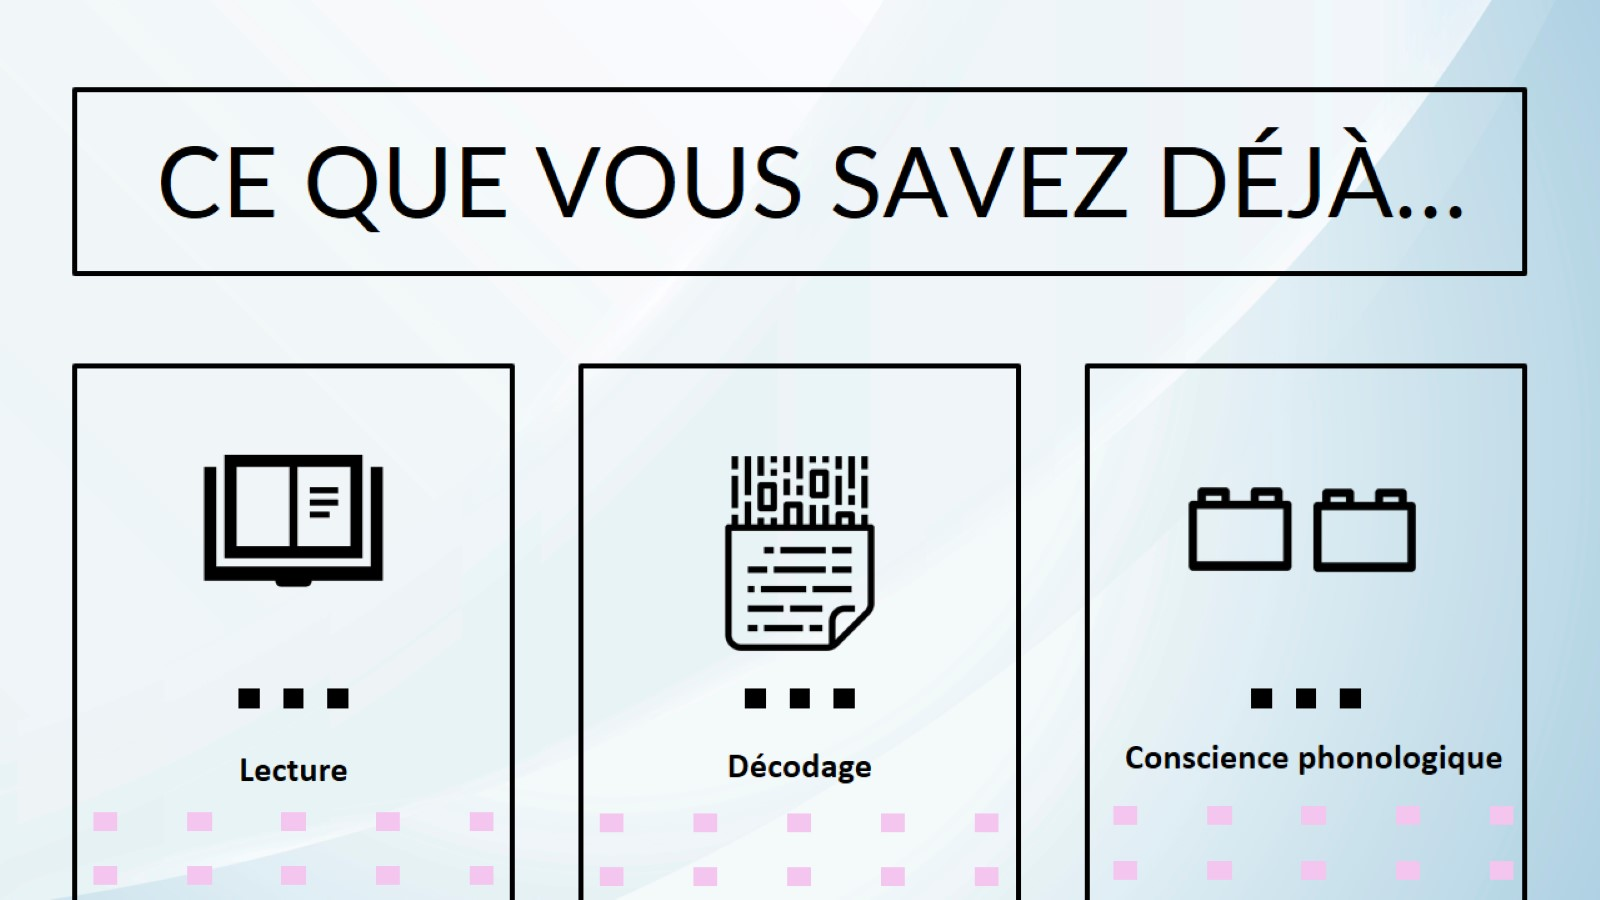 CE QUE VOUS SAVEZ DÉJÀ...
Lecture
Décodage
Conscience phonologique